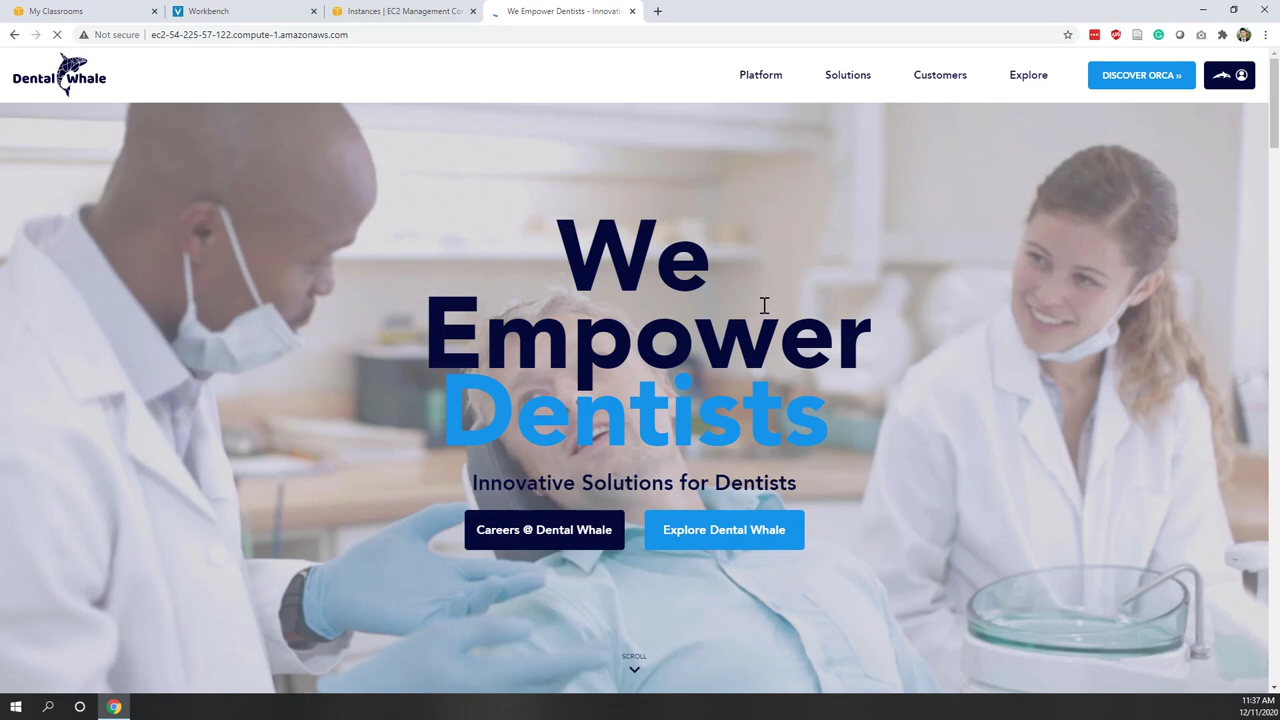 My Classrooms
Workbench
Instances | EC2 Management Co
We Empower Dentists - Innovati
Not secure
ec2-54-225-57-122.compute-1.amazonaws.com
Dental Whale
Platform
Solutions
Customers
Explore
DISCOVER ORCA »
We
Empower
Dentists
Innovative Solutions for Dentists
Careers @ Dental Whale
Explore Dental Whale
SCROLL
11:37 AM
12/11/2020